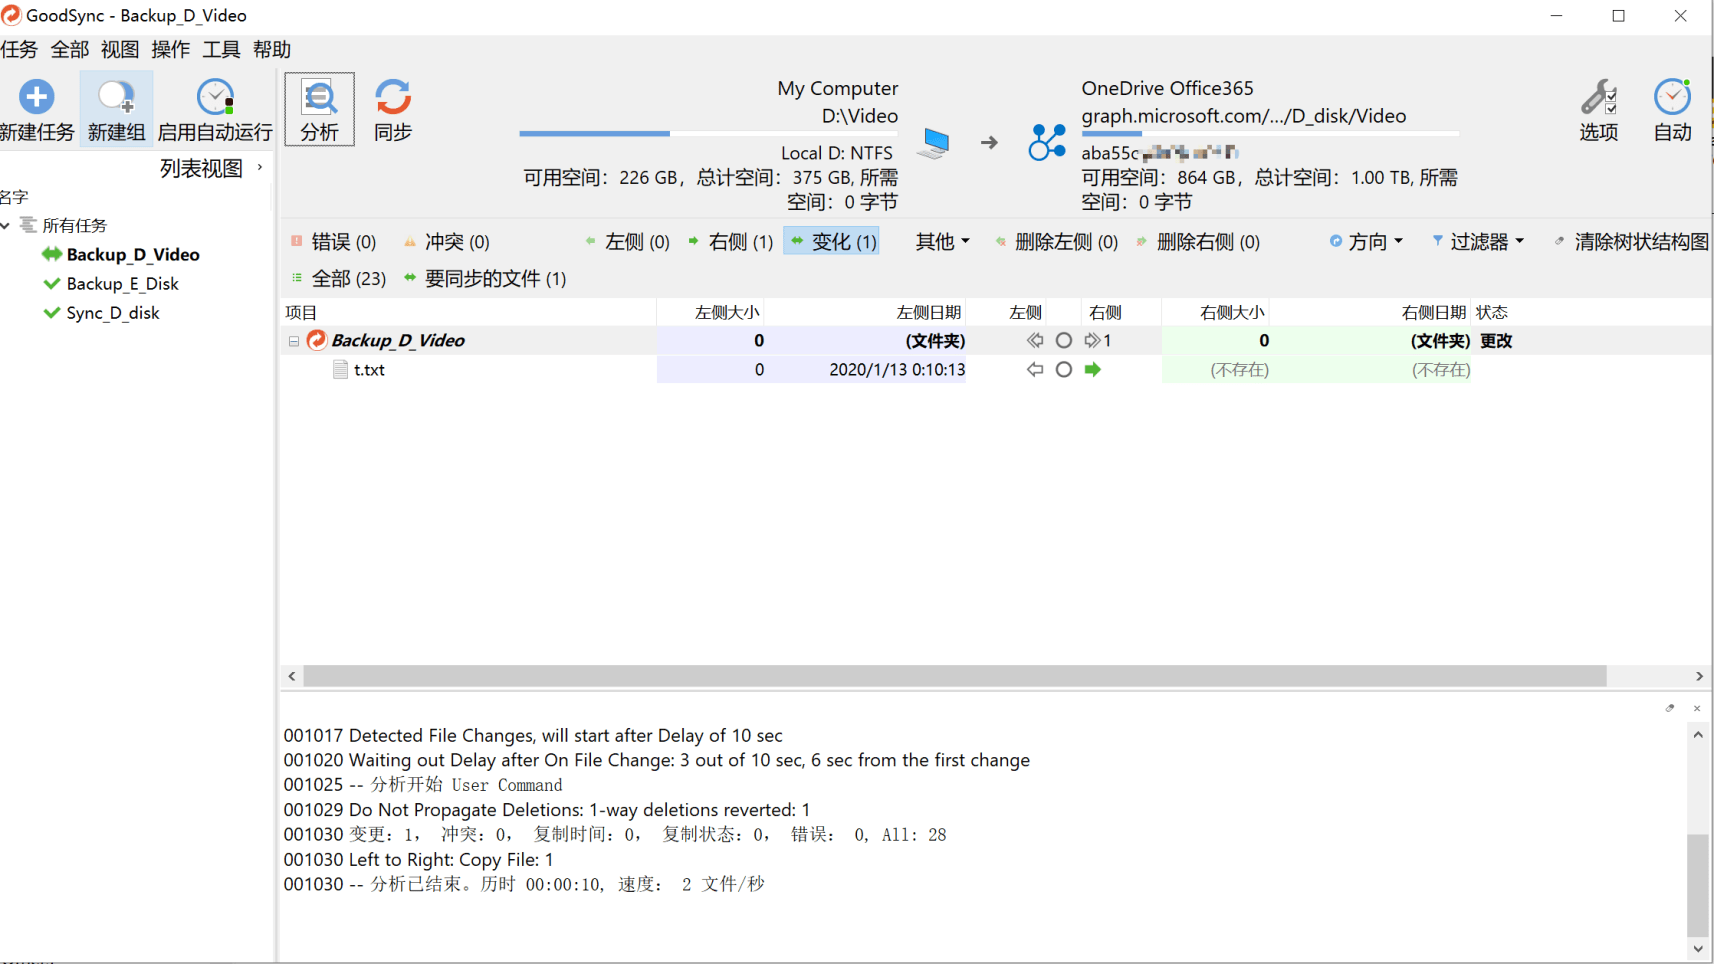 GoodSync - Backup_D_Video
任务 全部 视图 操作 工具 帮助
新建任务 新建组 启用自动运行
分析 同步
My Computer
D:\Video
Local D: NTFS
可用空间：226 GB，总计空间：375 GB, 所需
空间：0 字节
OneDrive Office365
graph.microsoft.com/.../D_disk/Video
aba55c
可用空间：864 GB，总计空间：1.00 TB, 所需
空间：0 字节
选项 自动
列表视图
名字
所有任务
Backup_D_Video
Backup_E_Disk
Sync_D_disk
错误 (0) 冲突 (0) 左侧 (0) 右侧 (1) 变化 (1) 其他 删除左侧 (0) 删除右侧 (0) 方向 过滤器 清除树状结构图
全部 (23) 要同步的文件 (1)
项目 左侧大小 左侧日期 左侧 右侧 右侧大小 右侧日期 状态
Backup_D_Video 0 (文件夹) 1 0 (文件夹) 更改
t.txt 0 2020/1/13 0:10:13 (不存在) (不存在)
001017 Detected File Changes, will start after Delay of 10 sec
001020 Waiting out Delay after On File Change: 3 out of 10 sec, 6 sec from the first change
001025 -- 分析开始 User Command
001029 Do Not Propagate Deletions: 1-way deletions reverted: 1
001030 变更：1， 冲突：0， 复制时间：0， 复制状态：0， 错误： 0, All: 28
001030 Left to Right: Copy File: 1
001030 -- 分析已结束。历时 00:00:10, 速度： 2 文件/秒